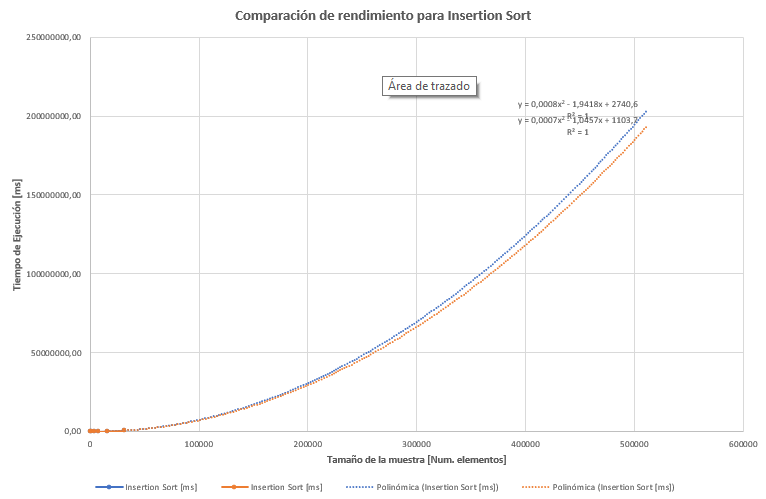 Comparación de rendimiento para Insertion Sort
250000000,00
Área de trazado
y = 0,0008x² - 1,9418x + 2740,6
R² = 1
y = 0,0007x² - 1,0457x + 1103,7
R² = 1
200000000,00
150000000,00
100000000,00
50000000,00
0,00
Tiempo de Ejecución [ms]
0 100000 200000 300000 400000 500000 600000
Tamaño de la muestra [Num. elementos]
Insertion Sort [ms] Insertion Sort [ms] Polinómica (Insertion Sort [ms]) Polinómica (Insertion Sort [ms])